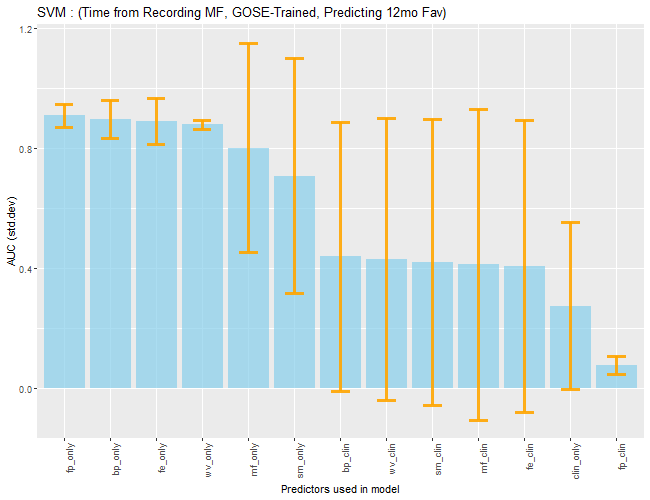 SVM : (Time from Recording MF, GOSE-Trained, Predicting 12mo Fav)
1.2
0.8
0.4
0.0
AUC (std.dev)
fp_only
bp_only
fe_only
wv_only
mf_only
sm_only
bp_clin
wv_clin
sm_clin
mf_clin
fe_clin
clin_only
fp_clin
Predictors used in model